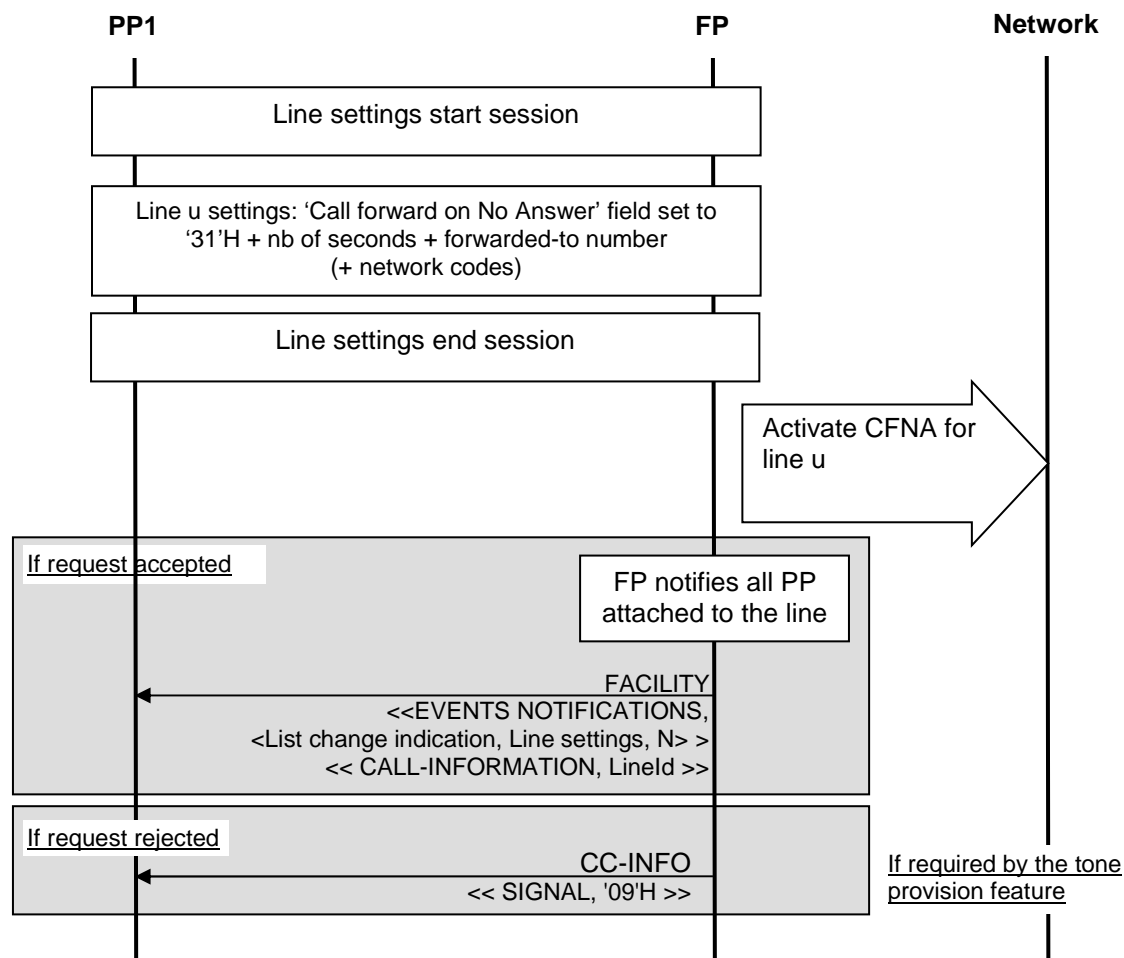 PP1
FP
Network
Line settings start session
Line u settings: ‘Call forward on No Answer’ field set to
‘31’H + nb of seconds + forwarded-to number
(+ network codes)
Line settings end session
Activate CFNA for
line u
If request accepted
FP notifies all PP
attached to the line
FACILITY
<<EVENTS NOTIFICATIONS,
<List change indication, Line settings, N> >
<< CALL-INFORMATION, LineId >>
If request rejected
CC-INFO
<< SIGNAL, '09'H >>
If required by the tone
provision feature